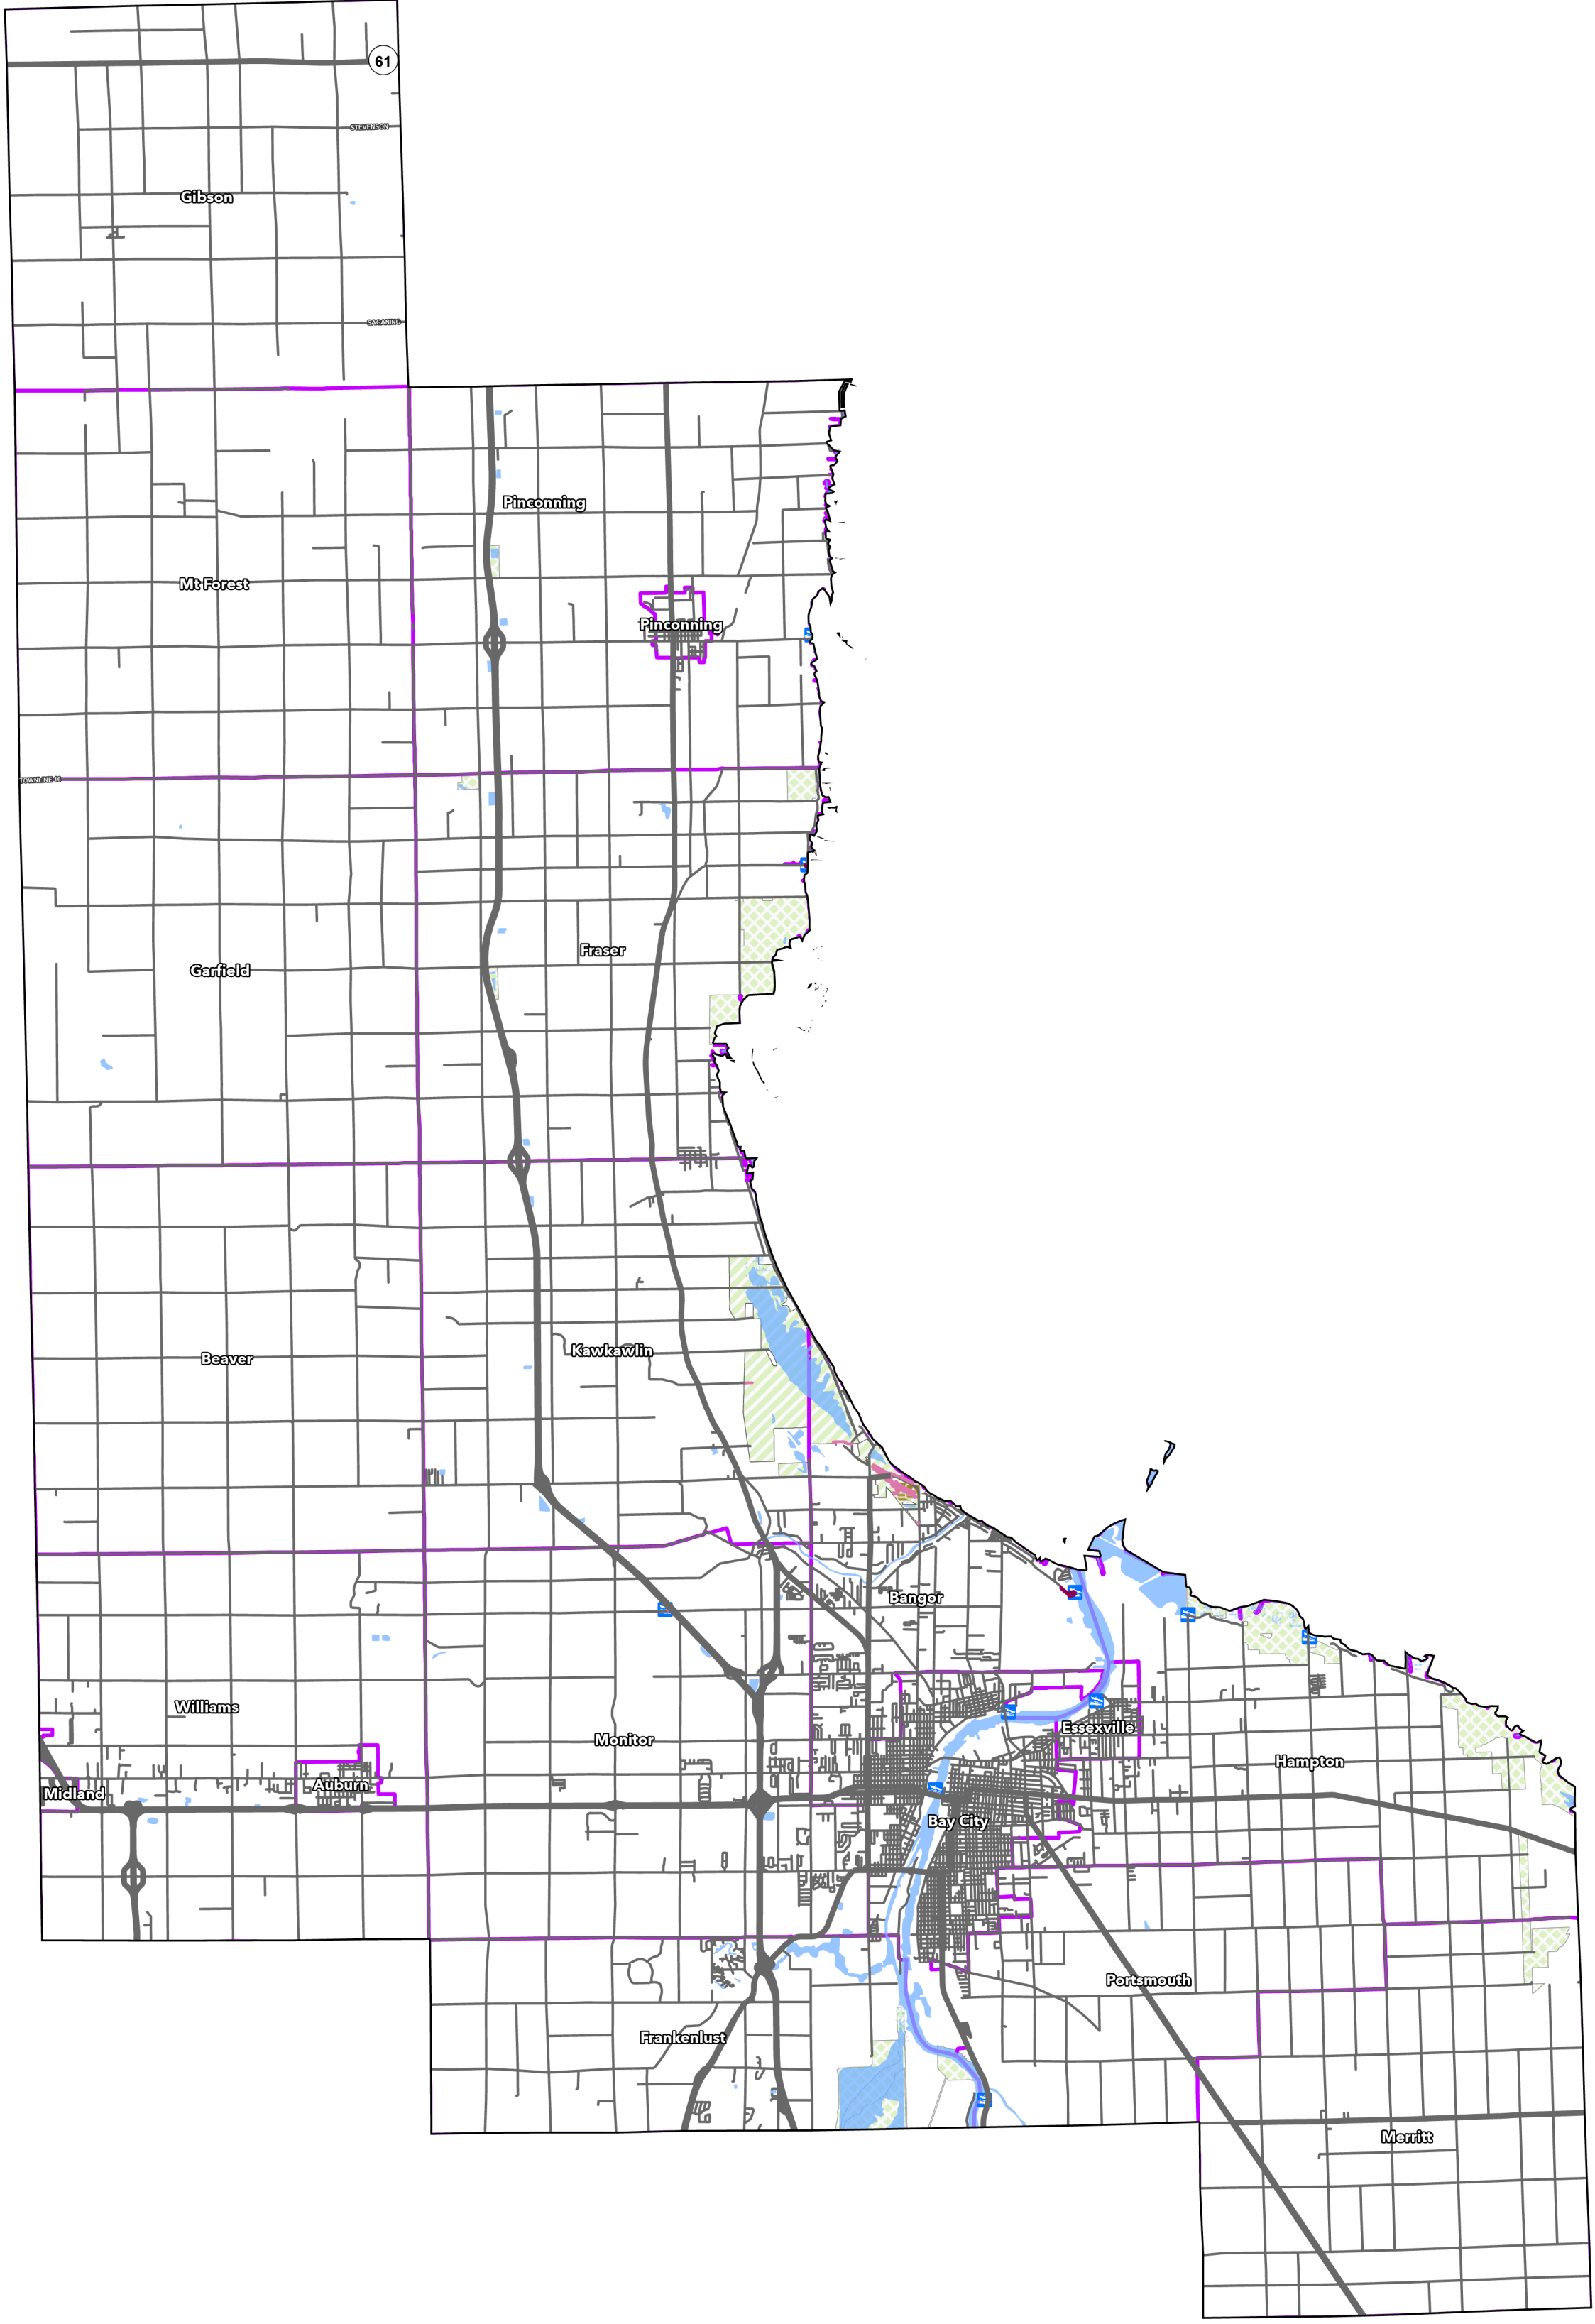 61
STEVENSON
Gibson
SAGANING
Pinconning
Mt Forest
Pinconning
TOWNLINE 16
Fraser
Garfield
Kawkawlin
Beaver
Bangor
Williams
Essexville
Monitor
Hampton
Auburn
Midland
Bay City
Portsmouth
Frankenlust
Merritt